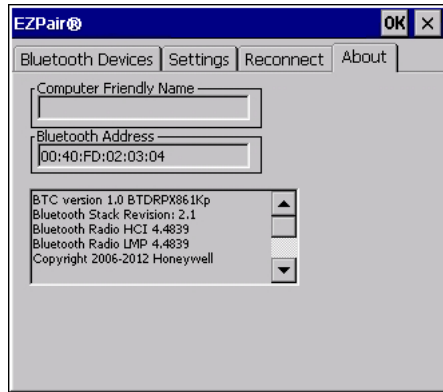 EZPair® OK ×
Bluetooth Devices Settings Reconnect About
Computer Friendly Name
Bluetooth Address
00:40:FD:02:03:04
BTC version 1.0 BTDRPX861Kp
Bluetooth Stack Revision: 2.1
Bluetooth Radio HCI 4.4839
Bluetooth Radio LMP 4.4839
Copyright 2006-2012 Honeywell